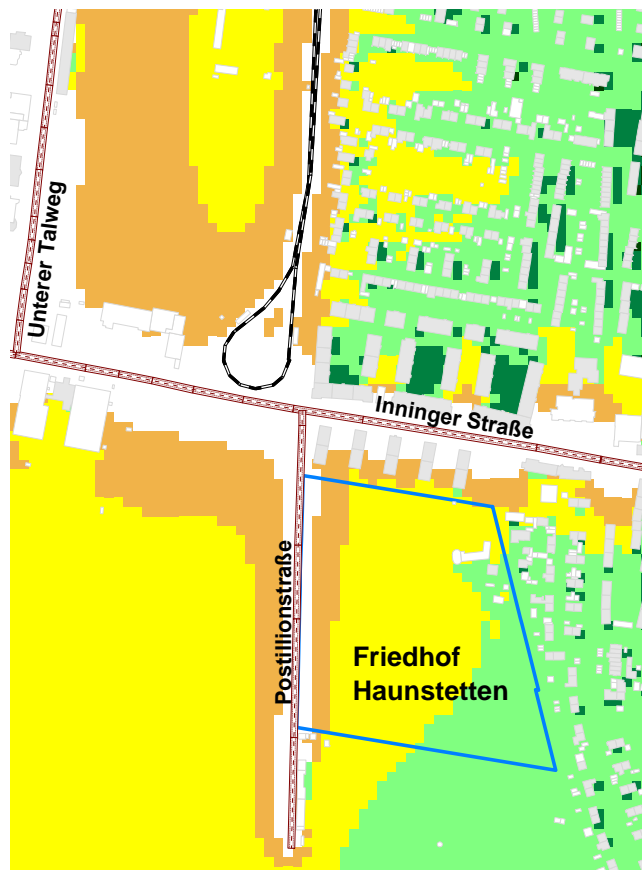 Unterer Talweg
Inninger Straße
Postillionstraße
Friedhof
Haunstetten